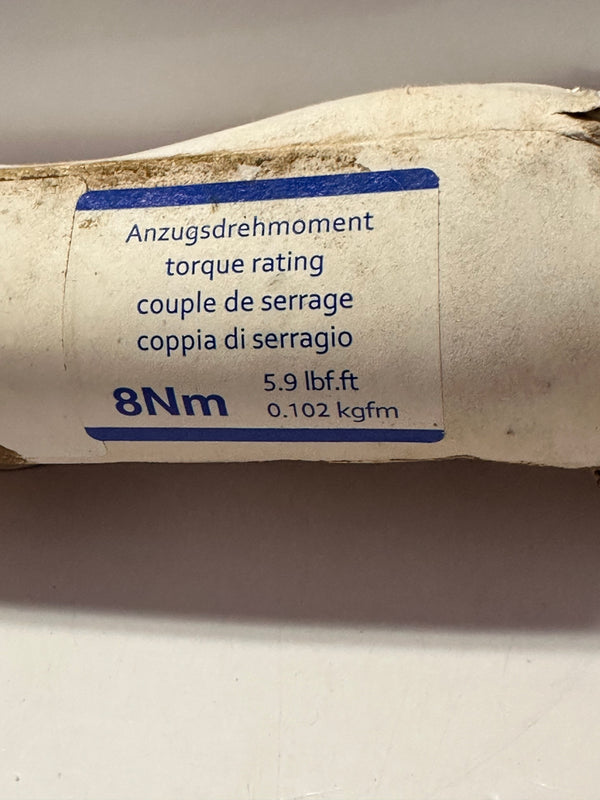 Anzugsdrehmoment
torque rating
couple de serrage
coppia di serragio
8Nm
5.9 lbf.ft
0.102 kgfm